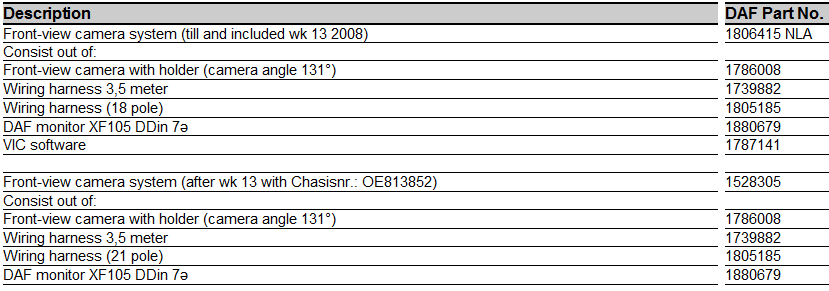 Description DAF Part No.
Front-view camera system (till and included wk 13 2008) 1806415 NLA
Consist out of:
Front-view camera with holder (camera angle 131°) 1786008
Wiring harness 3,5 meter 1739882
Wiring harness (18 pole) 1805185
DAF monitor XF105 DDin 7ə 1880679
VIC software 1787141
Front-view camera system (after wk 13 with Chasisnr.: OE813852) 1528305
Consist out of:
Front-view camera with holder (camera angle 131°) 1786008
Wiring harness 3,5 meter 1739882
Wiring harness (21 pole) 1805185
DAF monitor XF105 DDin 7ə 1880679